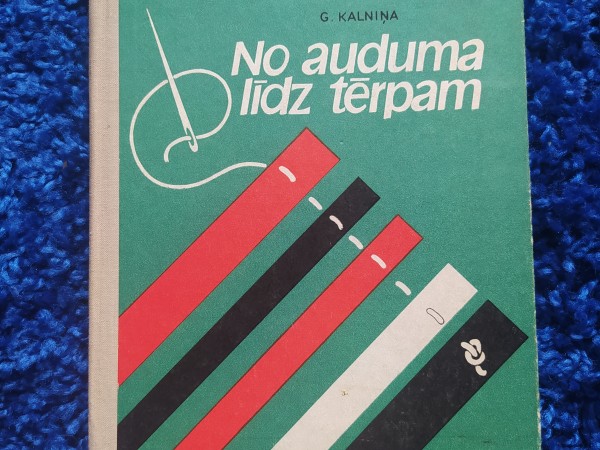 G. KALNIŅA
No auduma
līdz tērpam